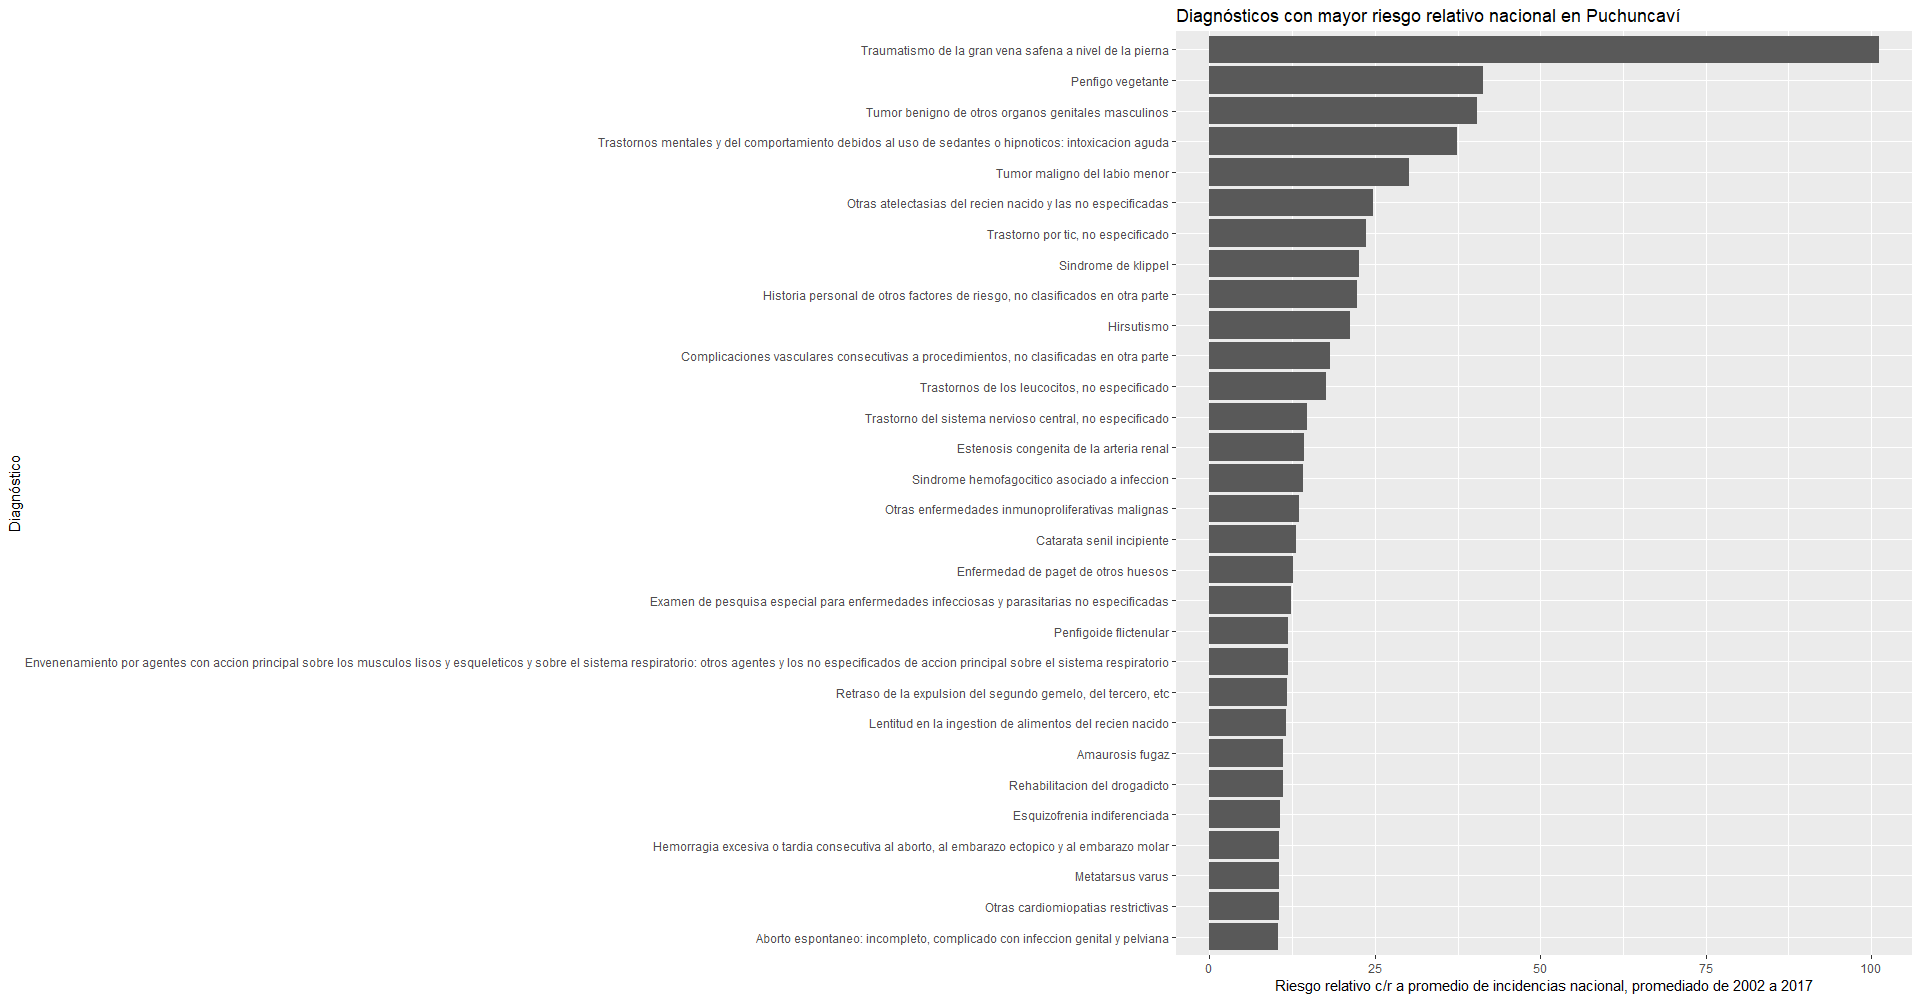 Diagnósticos con mayor riesgo relativo nacional en Puchuncaví
Diagnóstico
Traumatismo de la gran vena safena a nivel de la pierna
Penfigo vegetante
Tumor benigno de otros organos genitales masculinos
Trastornos mentales y del comportamiento debidos al uso de sedantes o hipnoticos: intoxicacion aguda
Tumor maligno del labio menor
Otras atelectasias del recien nacido y las no especificadas
Trastorno por tic, no especificado
Sindrome de klippel
Historia personal de otros factores de riesgo, no clasificados en otra parte
Hirsutismo
Complicaciones vasculares consecutivas a procedimientos, no clasificadas en otra parte
Trastornos de los leucocitos, no especificado
Trastorno del sistema nervioso central, no especificado
Estenosis congenita de la arteria renal
Sindrome hemofagocitico asociado a infeccion
Otras enfermedades inmunoproliferativas malignas
Catarata senil incipiente
Enfermedad de paget de otros huesos
Examen de pesquisa especial para enfermedades infecciosas y parasitarias no especificadas
Penfigoide flictenular
Envenenamiento por agentes con accion principal sobre los musculos lisos y esqueleticos y sobre el sistema respiratorio: otros agentes y los no especificados de accion principal sobre el sistema respiratorio
Retraso de la expulsion del segundo gemelo, del tercero, etc
Lentitud en la ingestion de alimentos del recien nacido
Amaurosis fugaz
Rehabilitacion del drogadicto
Esquizofrenia indiferenciada
Hemorragia excesiva o tardia consecutiva al aborto, al embarazo ectopico y al embarazo molar
Metatarsus varus
Otras cardiomiopatias restrictivas
Aborto espontaneo: incompleto, complicado con infeccion genital y pelviana
0 25 50 75 100
Riesgo relativo c/r a promedio de incidencias nacional, promediado de 2002 a 2017